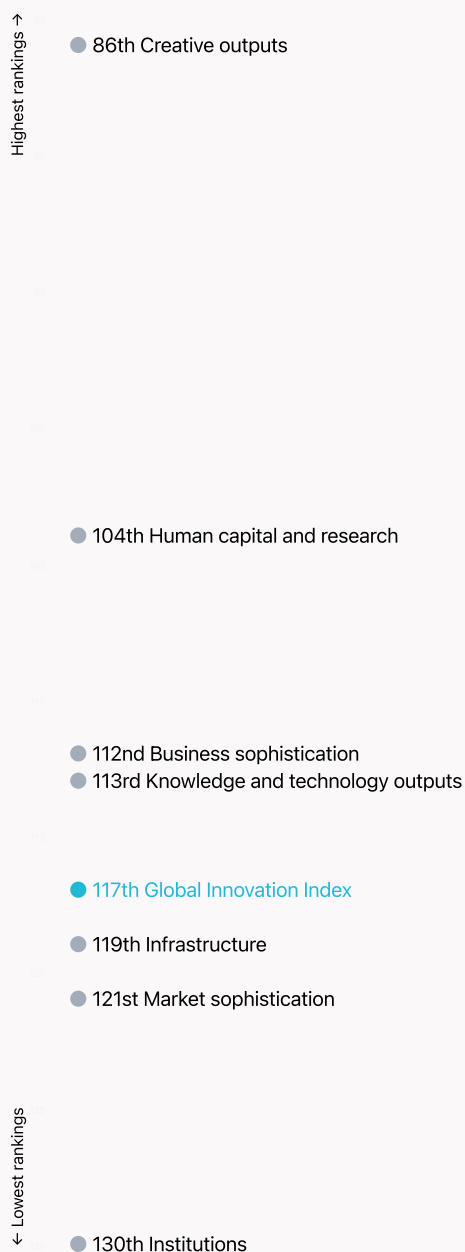 Highest rankings →
86th Creative outputs
104th Human capital and research
112nd Business sophistication
113rd Knowledge and technology outputs
117th Global Innovation Index
119th Infrastructure
121st Market sophistication
← Lowest rankings
130th Institutions